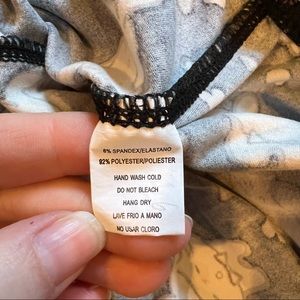 8% SPANDEX/ELASTANO
92% POLYESTER/POLIESTER
HAND WASH COLD
DO NOT BLEACH
HANG DRY
LAVE FRIO A MANO
NO USAR CLORO